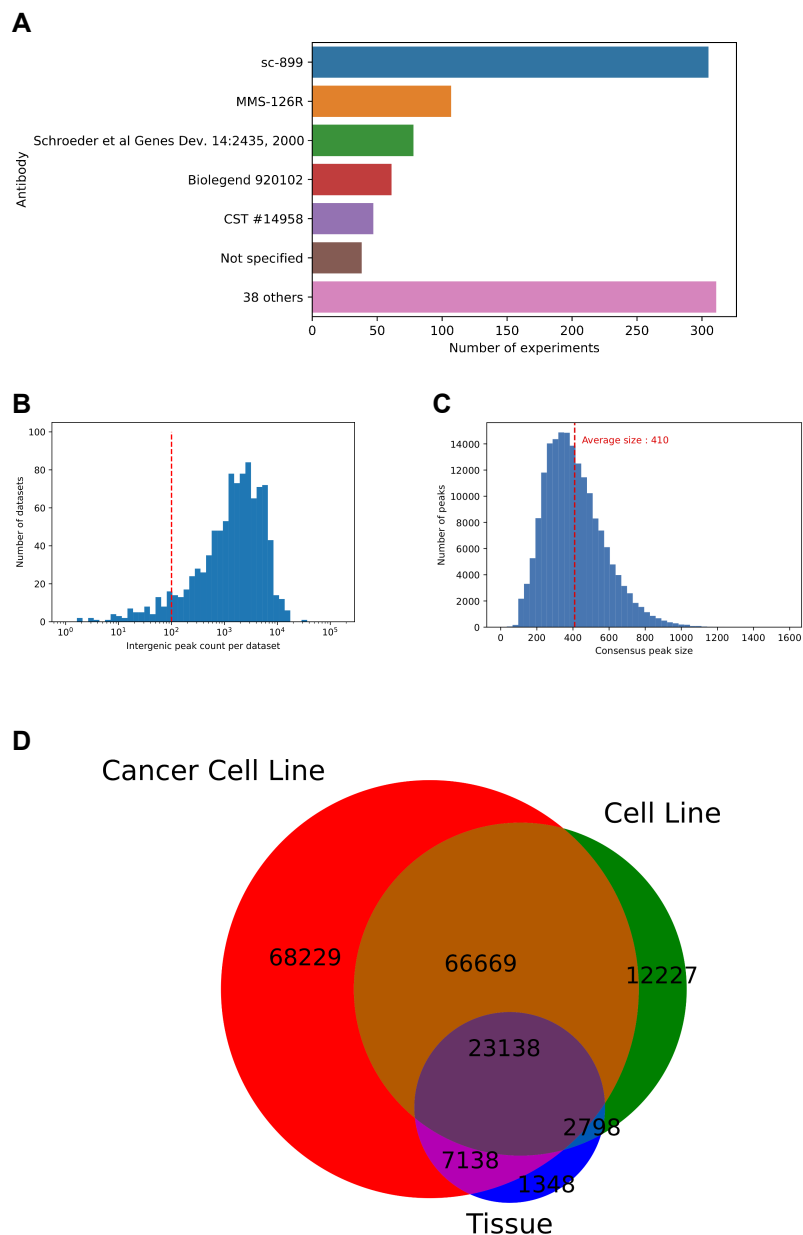 A
sc-899
MMS-126R
Schroeder et al Genes Dev. 14:2435, 2000
Biolegend 920102
CST #14958
Not specified
38 others
Antibody
0 50 100 150 200 250 300
Number of experiments
B
100
80
60
40
20
0
Number of datasets
10^0 10^1 10^2 10^3 10^4 10^5
Intergenic peak count per dataset
C
Average size : 410
14000
12000
10000
8000
6000
4000
2000
0
Number of peaks
0 200 400 600 800 1000 1200 1400 1600
Consensus peak size
D
Cancer Cell Line
Cell Line
68229
66669
12227
23138
2798
7138
1348
Tissue